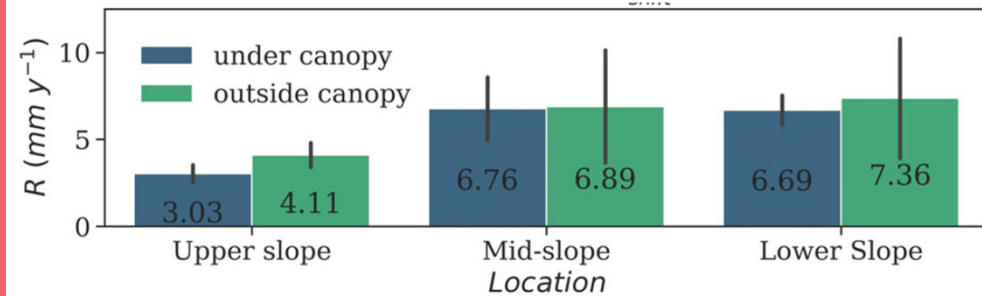 R (mm y⁻¹)
10
5
0
under canopy
outside canopy
3.03
4.11
6.76
6.89
6.69
7.36
Upper slope
Mid-slope
Lower Slope
Location